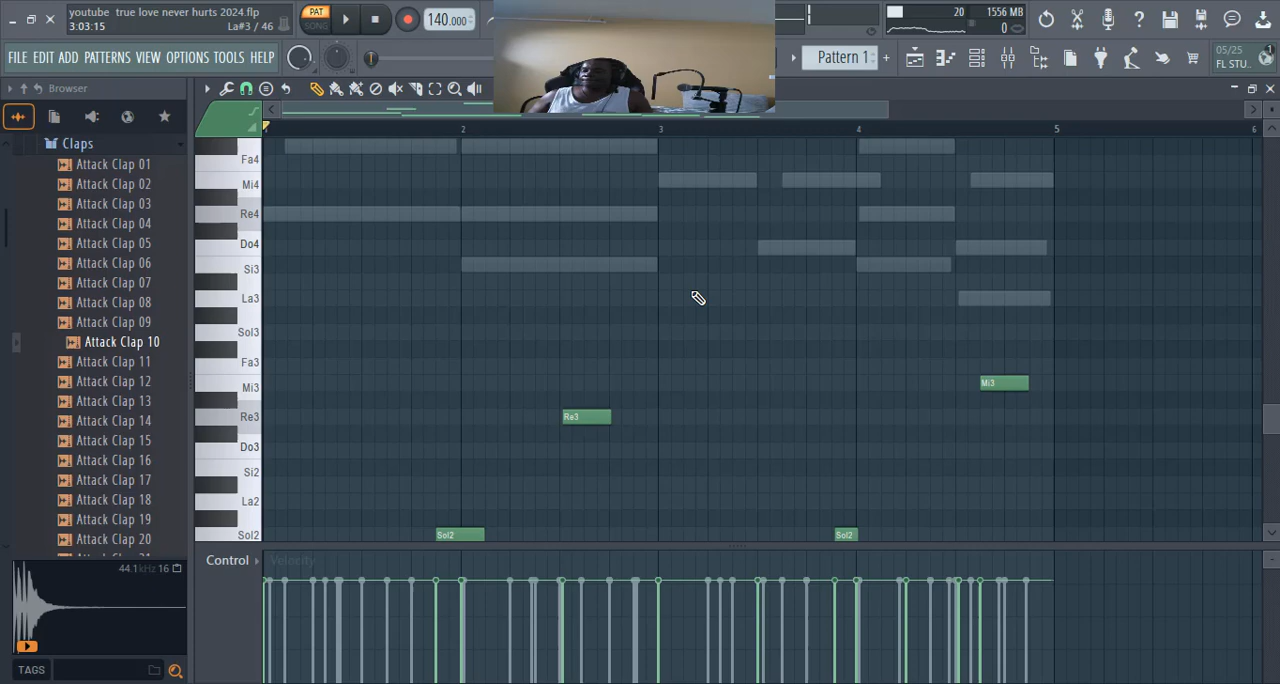 youtube true love never hurts 2024.flp
3:03:15
La#3 / 46
PAT
SONG
140.000
20
1556 MB
0
FILE EDIT ADD PATTERNS VIEW OPTIONS TOOLS HELP
Pattern 1
05/25
FL STU..
Browser
Claps
Attack Clap 01
Attack Clap 02
Attack Clap 03
Attack Clap 04
Attack Clap 05
Attack Clap 06
Attack Clap 07
Attack Clap 08
Attack Clap 09
Attack Clap 10
Attack Clap 11
Attack Clap 12
Attack Clap 13
Attack Clap 14
Attack Clap 15
Attack Clap 16
Attack Clap 17
Attack Clap 18
Attack Clap 19
Attack Clap 20
44.1kHz 16
TAGS
2
3
4
5
6
Fa4
Mi4
Re4
Do4
Si3
La3
Sol3
Fa3
Mi3
Mi3
Re3
Re3
Do3
Si2
La2
Sol2
Sol2
Sol2
Control
Velocity